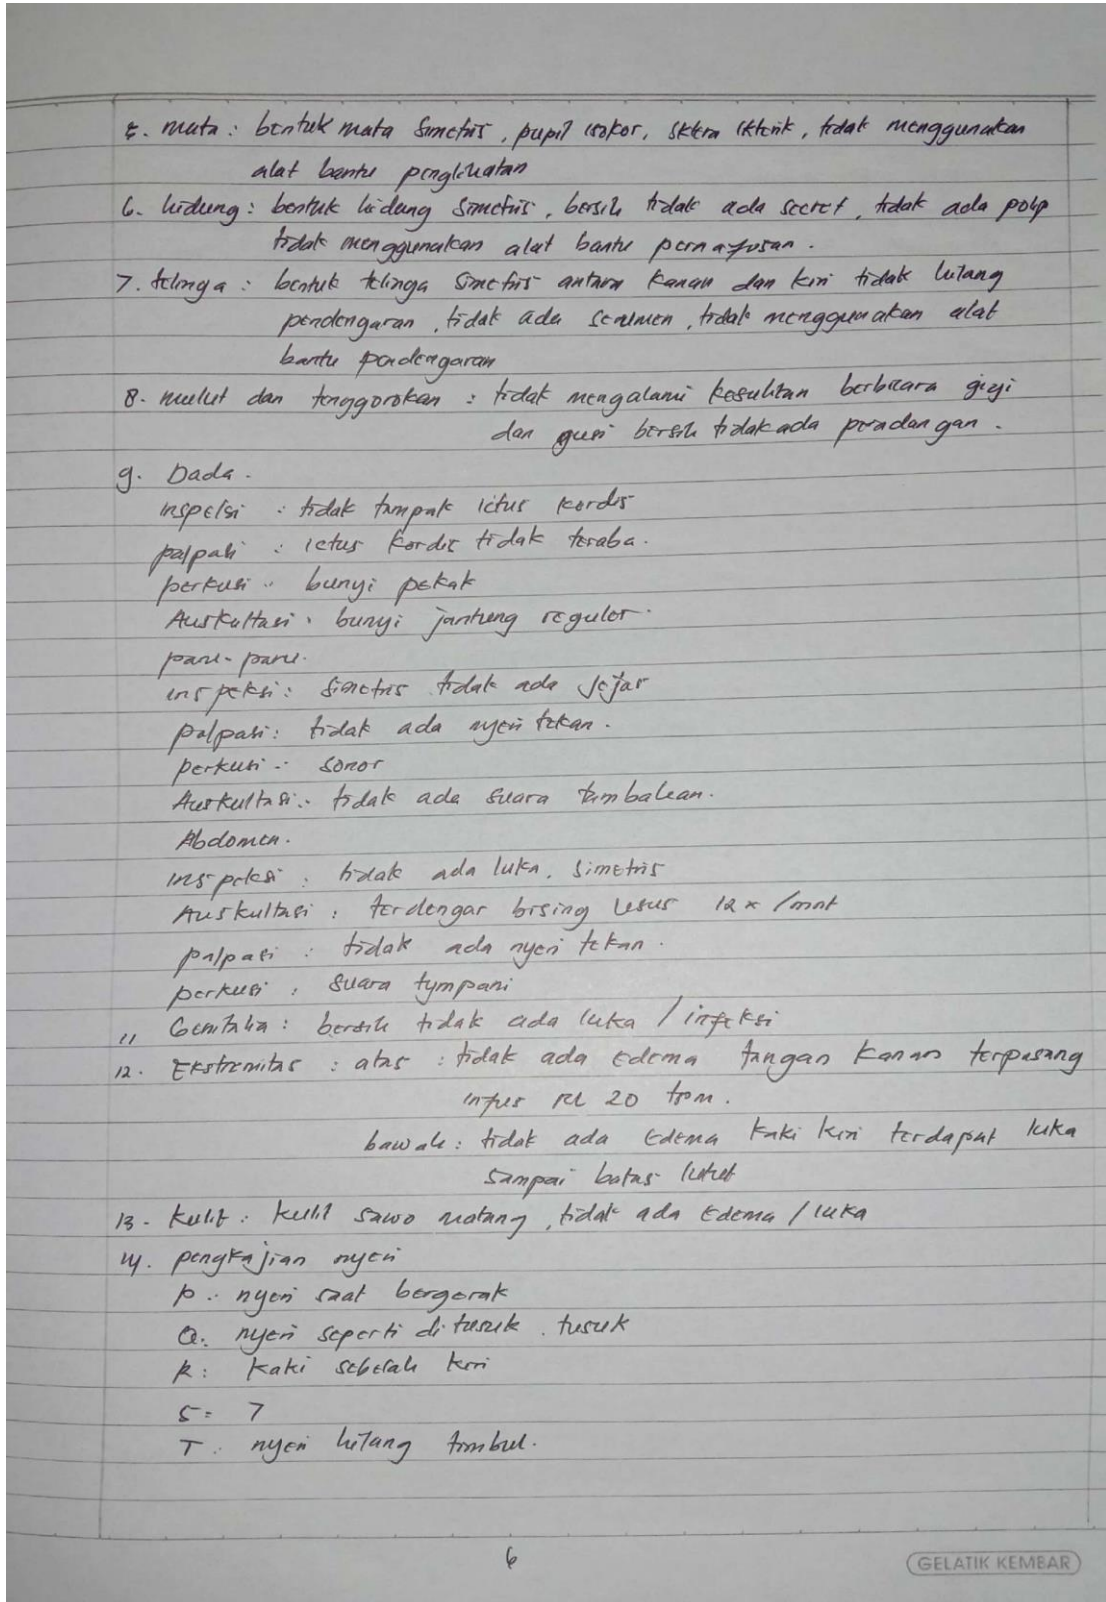 5. mata : bentuk mata simetris, pupil isokor, sklera ikterik, tidak menggunakan
alat bantu penglihatan
6. hidung : bentuk hidung simetris, bersih tidak ada secret, tidak ada polip
tidak menggunakan alat bantu pernafasan.
7. telinga : bentuk telinga simetris antara kanan dan kiri tidak hilang
pendengaran, tidak ada serumen, tidak menggunakan alat
bantu pendengaran
8. mulut dan tenggorokan : tidak mengalami kesulitan berbicara gigi
dan gusi bersih tidak ada peradangan.
9. Dada.
inspeksi : tidak tampak ictus kordis
palpasi : ictus kordis tidak teraba.
perkusi : bunyi pekak
Auskultasi : bunyi jantung reguler.
paru-paru.
inspeksi : simetris tidak ada jejas
palpasi : tidak ada nyeri tekan.
perkusi : sonor
Auskultasi : tidak ada suara tambahan.
Abdomen.
inspeksi : tidak ada luka, simetris
Auskultasi : terdengar bising usus 12 x /mnt
palpasi : tidak ada nyeri tekan.
perkusi : suara tympani
11 Genitalia : bersih tidak ada luka / infeksi
12. Ekstremitas : atas : tidak ada edema tangan kanan terpasang
infus RL 20 tpm.
bawah : tidak ada edema kaki kiri terdapat luka
sampai batas lutut
13. Kulit : kulit sawo matang, tidak ada edema / luka
14. pengkajian nyeri
p : nyeri saat bergerak
Q : nyeri seperti di tusuk. tusuk
R : kaki sebelah kiri
S = 7
T : nyeri hilang timbul.
6
GELATIK KEMBAR